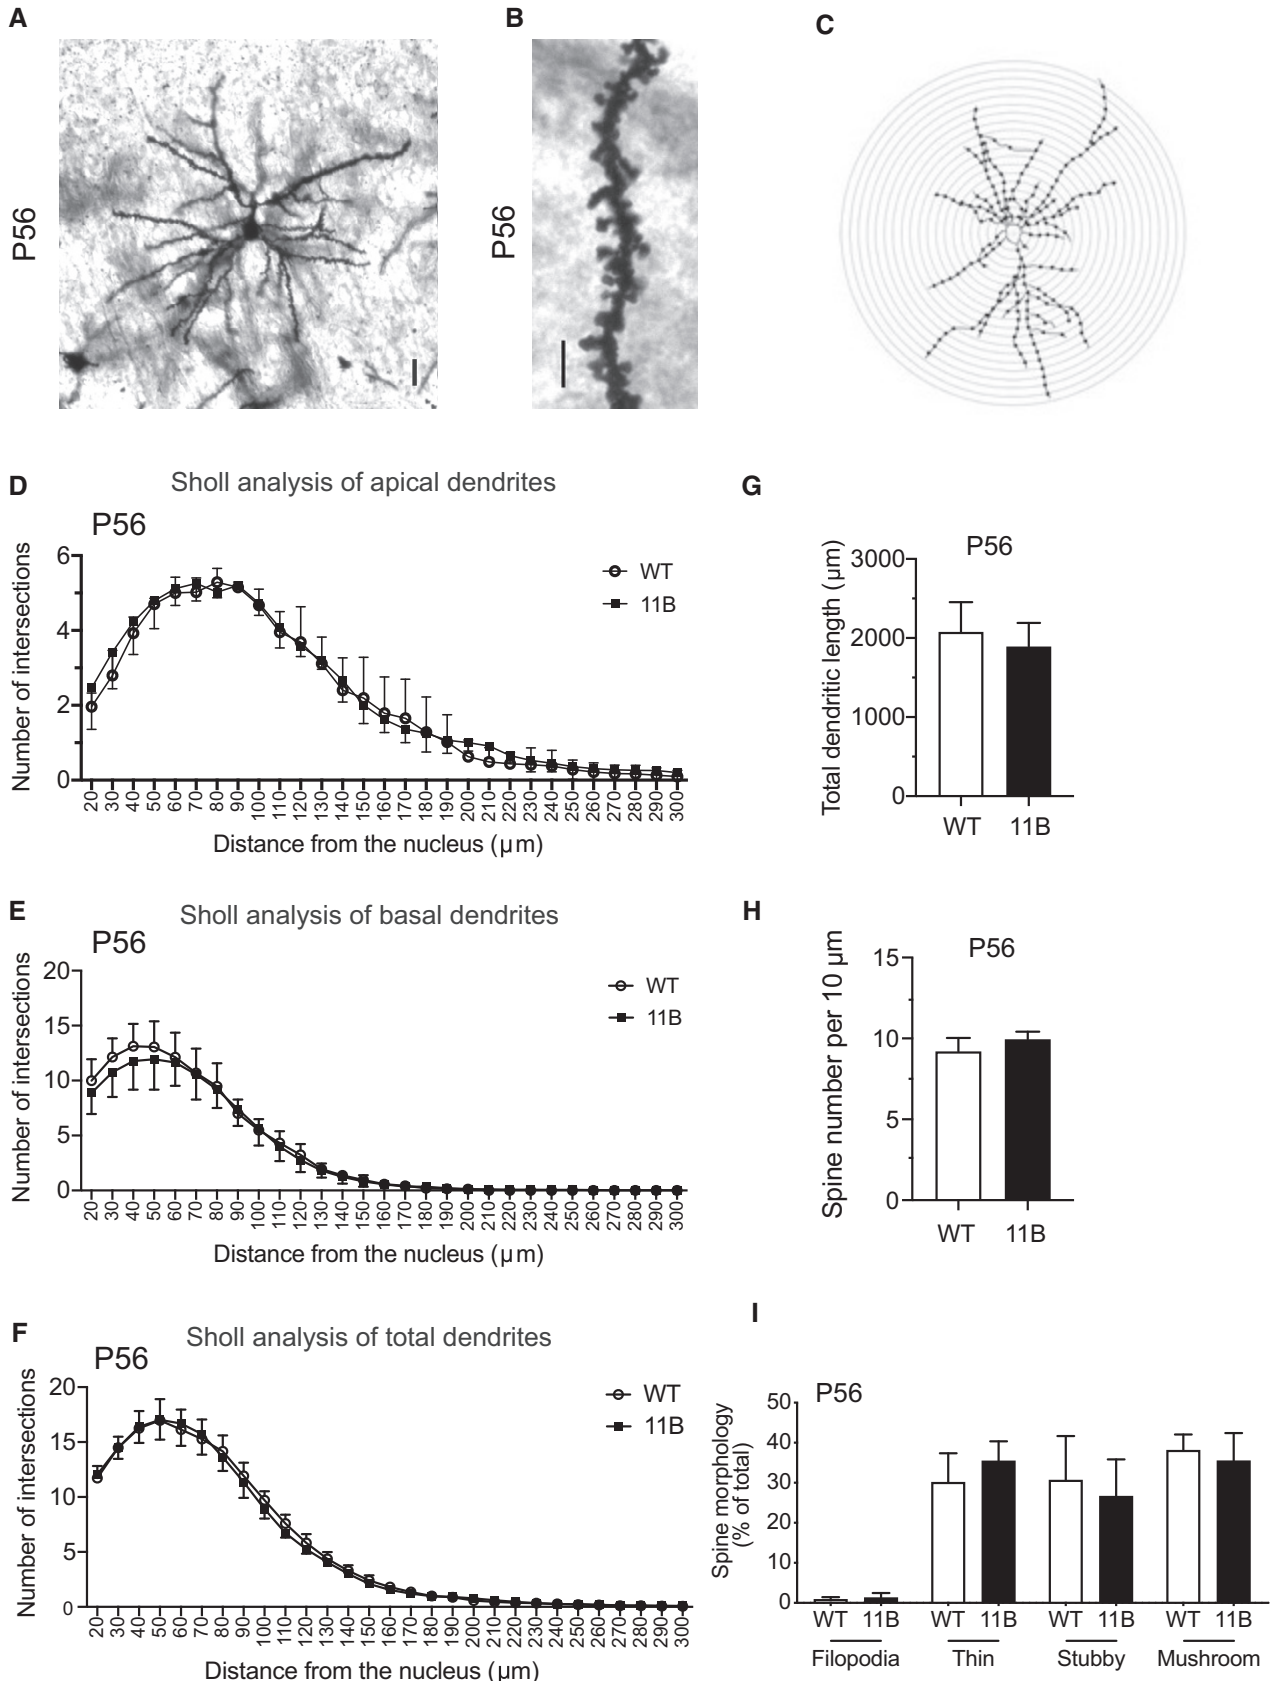 A
B
C
P56
P56
D
Sholl analysis of apical dendrites
P56
Number of intersections
6
4
2
0
WT
11B
20 30 40 50 60 70 80 90 100 110 120 130 140 150 160 170 180 190 200 210 220 230 240 250 260 270 280 290 300
Distance from the nucleus (µm)
G
P56
Total dendritic length (µm)
3000
2000
1000
0
WT 11B
E
Sholl analysis of basal dendrites
P56
Number of intersections
20
15
10
5
0
WT
11B
20 30 40 50 60 70 80 90 100 110 120 130 140 150 160 170 180 190 200 210 220 230 240 250 260 270 280 290 300
Distance from the nucleus (µm)
H
P56
Spine number per 10 µm
15
10
5
0
WT 11B
F
Sholl analysis of total dendrites
P56
Number of intersections
20
15
10
5
0
WT
11B
20 30 40 50 60 70 80 90 100 110 120 130 140 150 160 170 180 190 200 210 220 230 240 250 260 270 280 290 300
Distance from the nucleus (µm)
I
P56
Spine morphology
(% of total)
50
40
30
20
10
0
WT 11B WT 11B WT 11B WT 11B
Filopodia Thin Stubby Mushroom